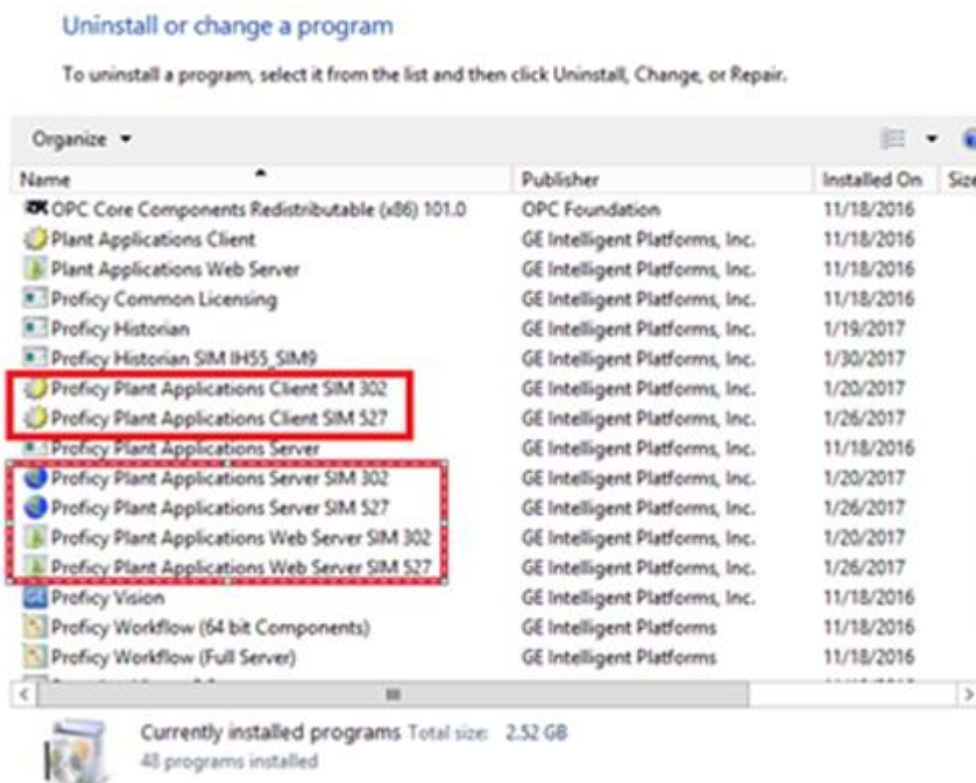 Uninstall or change a program
To uninstall a program, select it from the list and then click Uninstall, Change, or Repair.
Organize
Name Publisher Installed On Size
OPC Core Components Redistributable (x86) 101.0 OPC Foundation 11/18/2016
Plant Applications Client GE Intelligent Platforms, Inc. 11/18/2016
Plant Applications Web Server GE Intelligent Platforms, Inc. 11/18/2016
Proficy Common Licensing GE Intelligent Platforms, Inc. 11/18/2016
Proficy Historian GE Intelligent Platforms, Inc. 1/19/2017
Proficy Historian SIM IH55_SIM9 GE Intelligent Platforms, Inc. 1/30/2017
Proficy Plant Applications Client SIM 302 GE Intelligent Platforms, Inc. 1/20/2017
Proficy Plant Applications Client SIM 527 GE Intelligent Platforms, Inc. 1/26/2017
Proficy Plant Applications Server GE Intelligent Platforms, Inc. 11/18/2016
Proficy Plant Applications Server SIM 302 GE Intelligent Platforms, Inc. 1/20/2017
Proficy Plant Applications Server SIM 527 GE Intelligent Platforms, Inc. 1/26/2017
Proficy Plant Applications Web Server SIM 302 GE Intelligent Platforms, Inc. 1/20/2017
Proficy Plant Applications Web Server SIM 527 GE Intelligent Platforms, Inc. 1/26/2017
Proficy Vision GE Intelligent Platforms, Inc. 11/18/2016
Proficy Workflow (64 bit Components) GE Intelligent Platforms 11/18/2016
Proficy Workflow (Full Server) GE Intelligent Platforms 11/18/2016
Currently installed programs Total size: 2.52 GB
48 programs installed